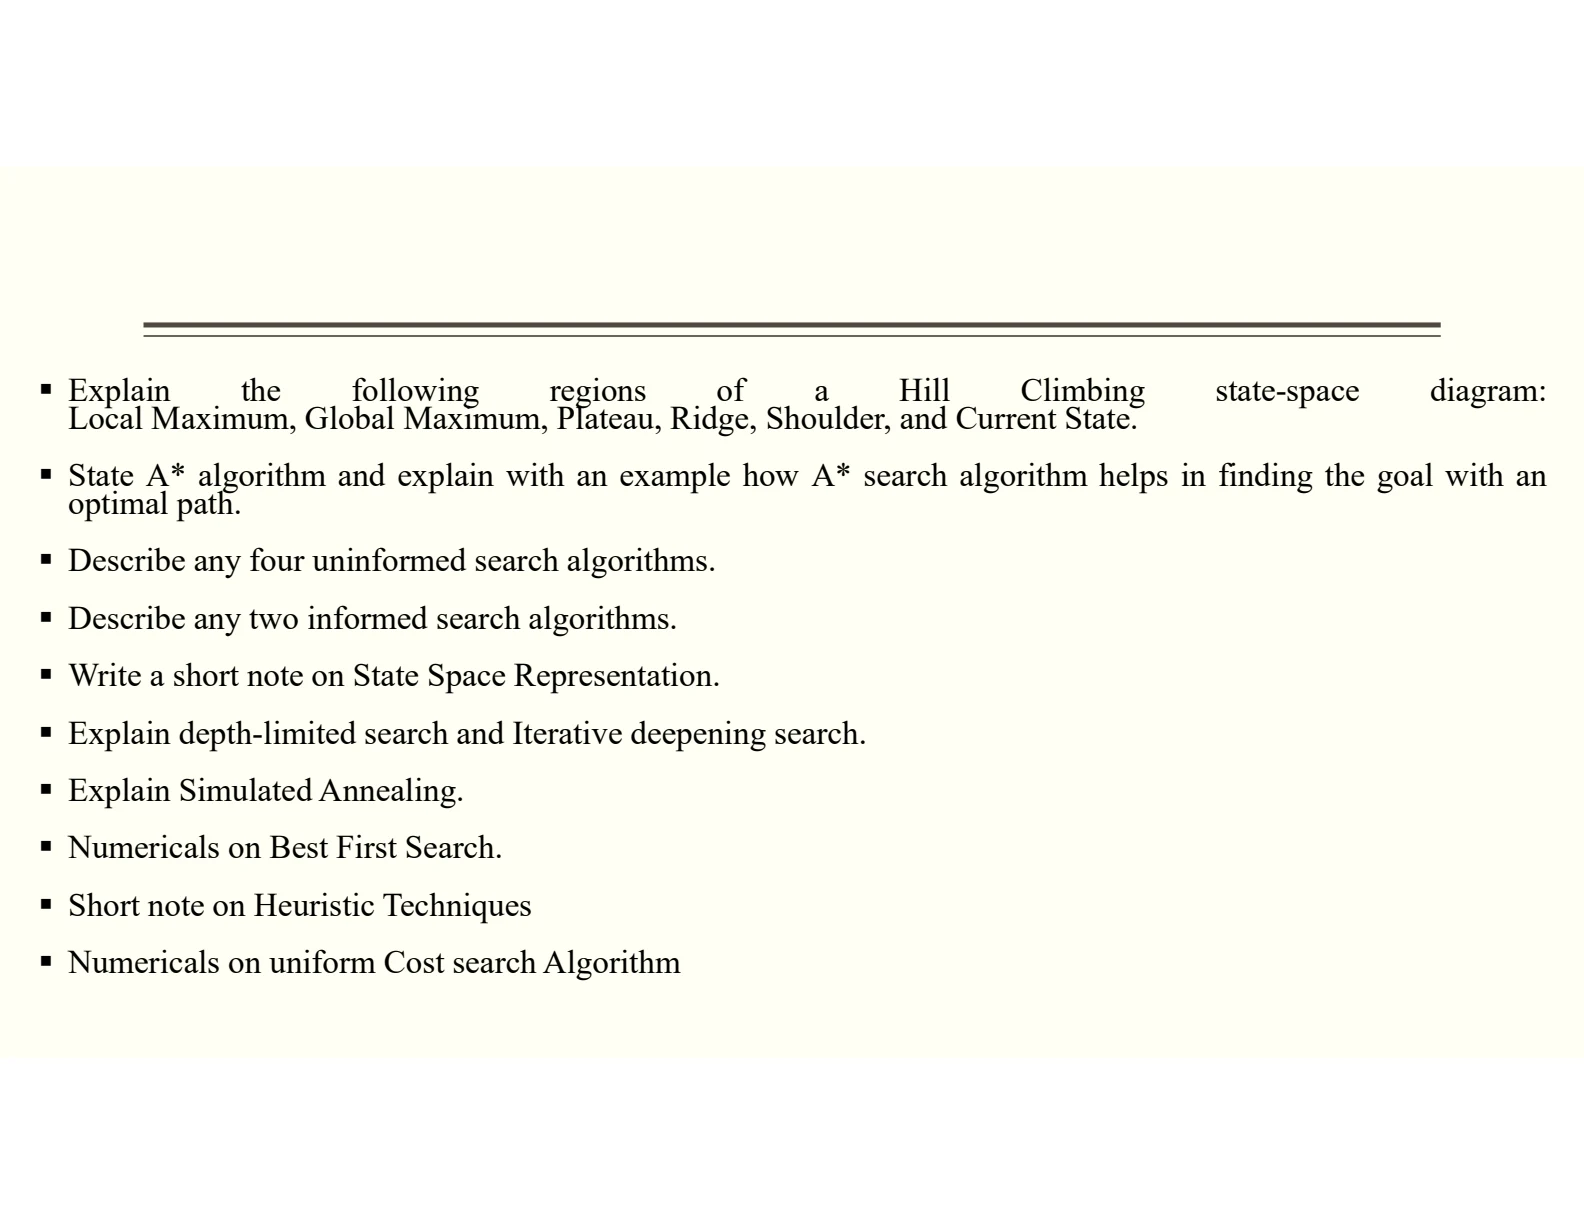 ▪ Explain the following regions of a Hill Climbing state-space diagram:
Local Maximum, Global Maximum, Plateau, Ridge, Shoulder, and Current State.
▪ State A* algorithm and explain with an example how A* search algorithm helps in finding the goal with an
optimal path.
▪ Describe any four uninformed search algorithms.
▪ Describe any two informed search algorithms.
▪ Write a short note on State Space Representation.
▪ Explain depth-limited search and Iterative deepening search.
▪ Explain Simulated Annealing.
▪ Numericals on Best First Search.
▪ Short note on Heuristic Techniques
▪ Numericals on uniform Cost search Algorithm